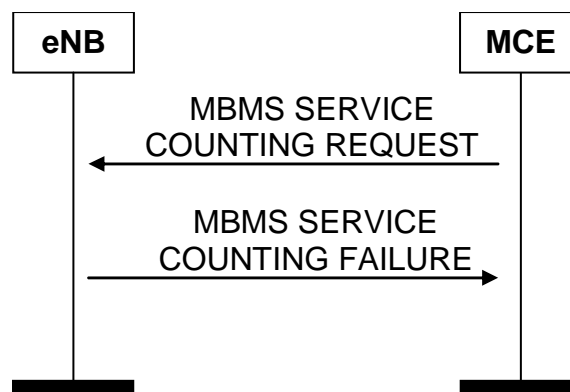 eNB
MCE
MBMS SERVICE
COUNTING REQUEST
MBMS SERVICE
COUNTING FAILURE